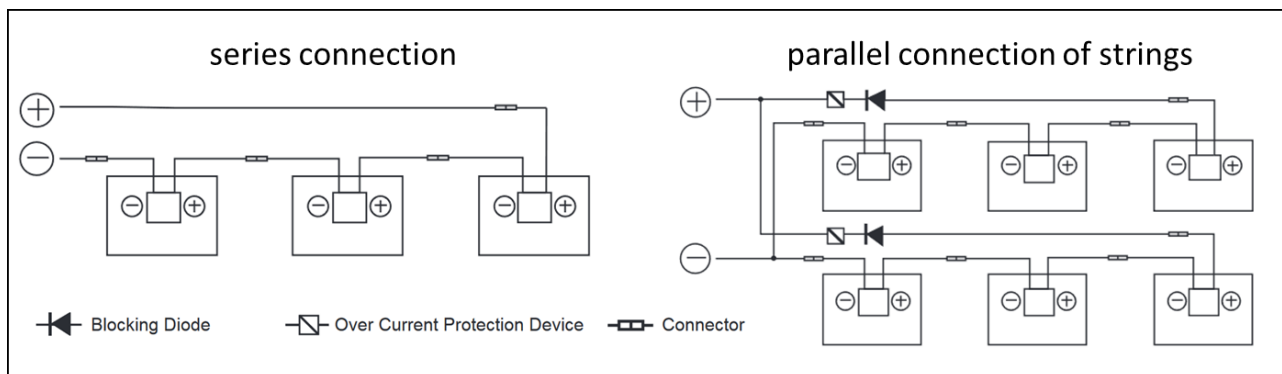 series connection
parallel connection of strings
+
−
− + − + − +
+
− + − + − +
−
− + − + − +
Blocking Diode
Over Current Protection Device
Connector